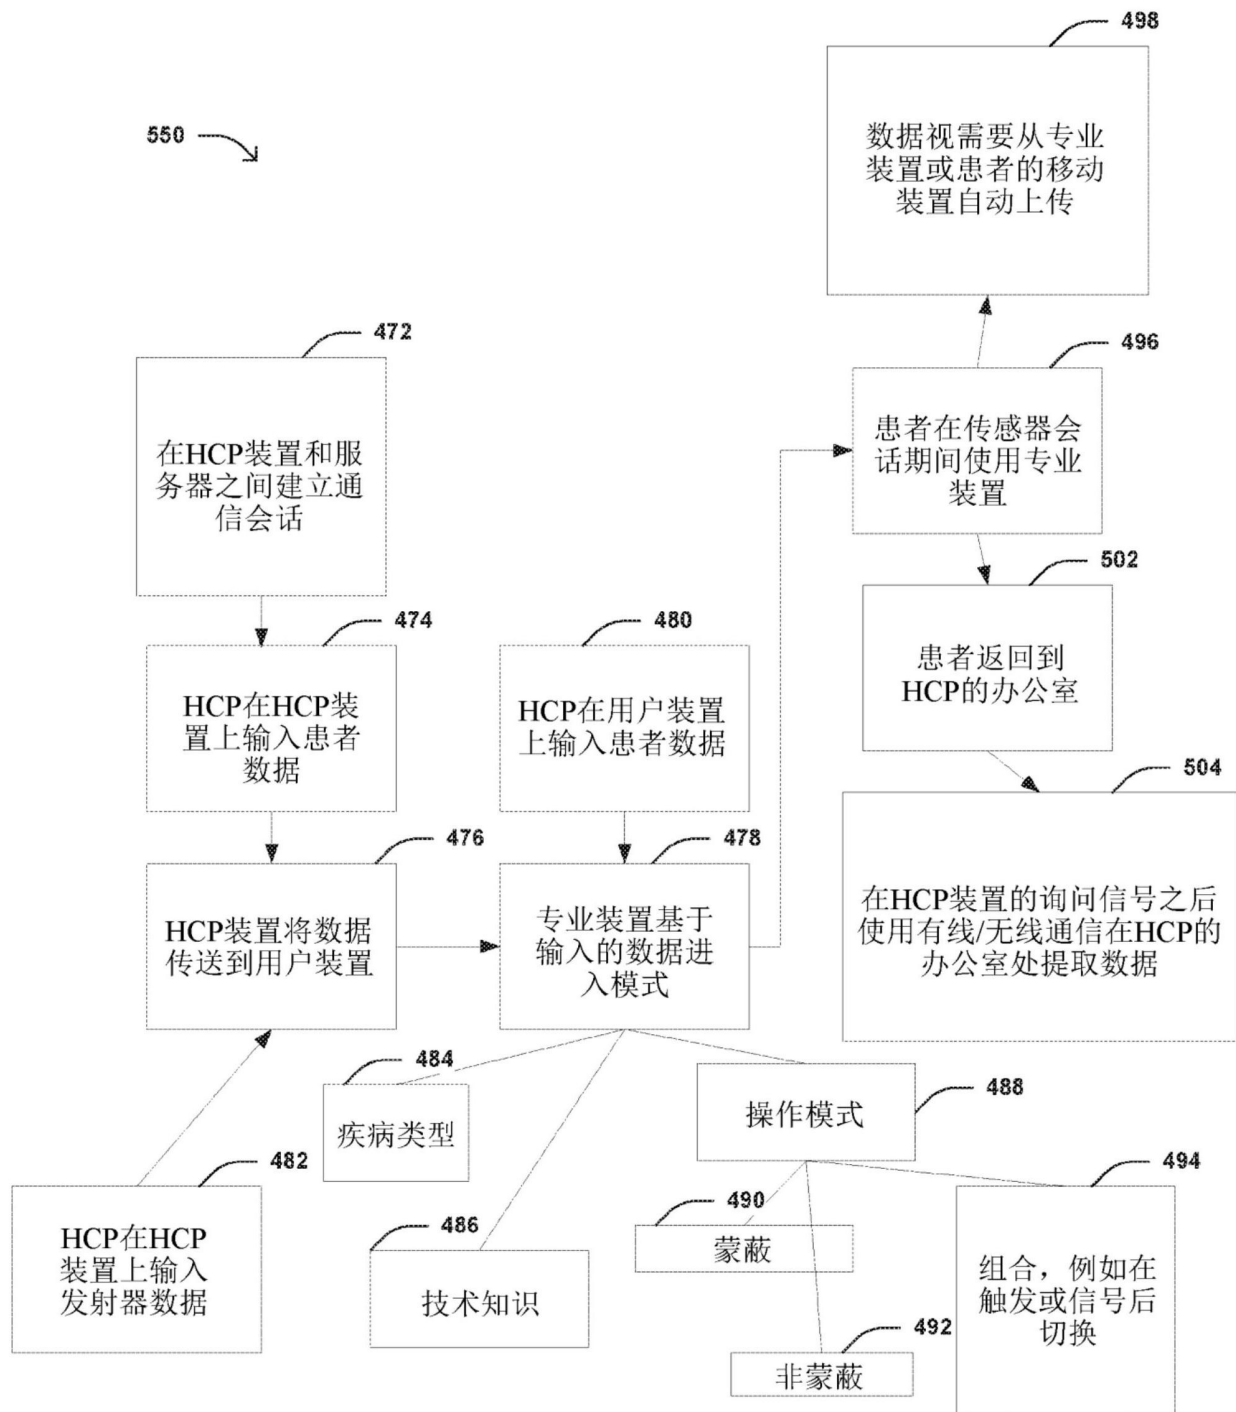 498
550
数据视需要从专业
装置或患者的移动
装置自动上传
472
496
在HCP装置和服
务器之间建立通
信会话
患者在传感器会
话期间使用专业
装置
502
474
480
HCP在HCP装
置上输入患者
数据
HCP在用户装置
上输入患者数据
患者返回到
HCP的办公室
504
476
478
HCP装置将数据
传送到用户装置
专业装置基于
输入的数据进
入模式
在HCP装置的询问信号之后
使用有线/无线通信在HCP的
办公室处提取数据
484
疾病类型
操作模式
488
482
HCP在HCP
装置上输入
发射器数据
486
技术知识
490
蒙蔽
492
非蒙蔽
494
组合，例如在
触发或信号后
切换